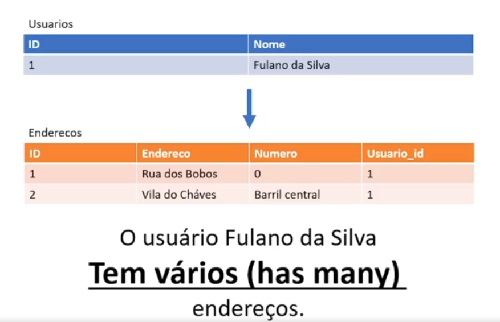 Usuarios
ID Nome
1 Fulano da Silva
Enderecos
ID Endereco Numero Usuario_id
1 Rua dos Bobos 0 1
2 Vila do Cháves Barril central 1
O usuário Fulano da Silva
Tem vários (has many)
endereços.